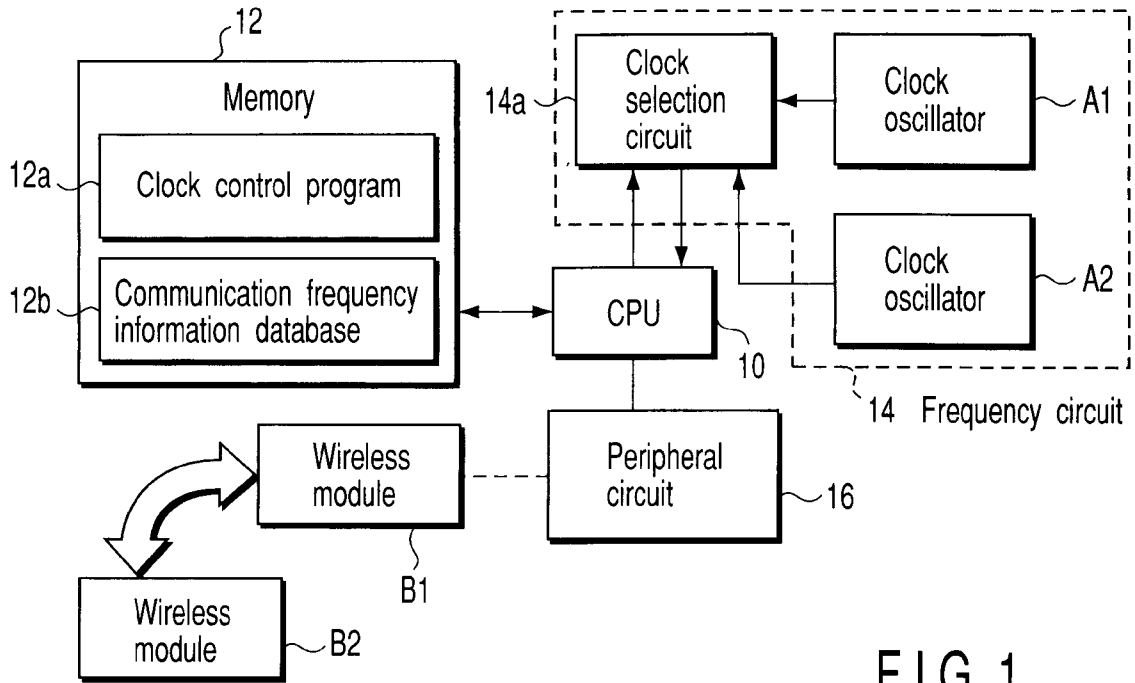 12
Memory
12a
Clock control program
12b
Communication frequency
information database
14a
Clock
selection
circuit
Clock
oscillator
A1
Clock
oscillator
A2
CPU
10
14 Frequency circuit
Wireless
module
B1
Peripheral
circuit
16
Wireless
module
B2
FIG. 1